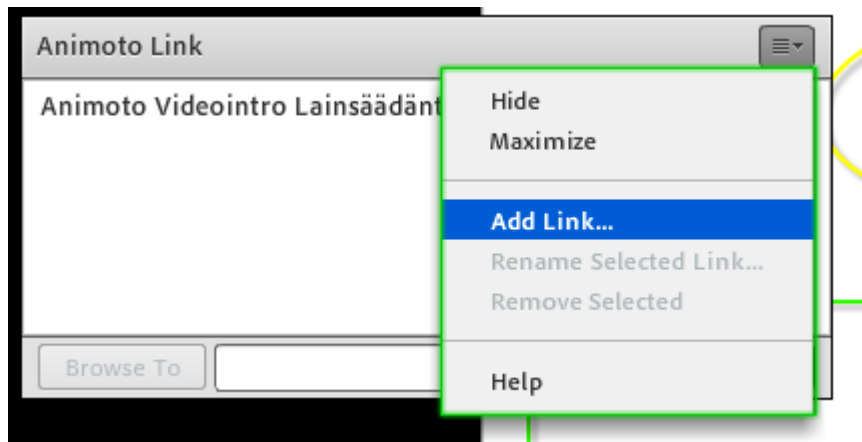 Animoto Link
Animoto Videointro Lainsäädänt
Hide
Maximize
Add Link...
Rename Selected Link...
Remove Selected
Help
Browse To